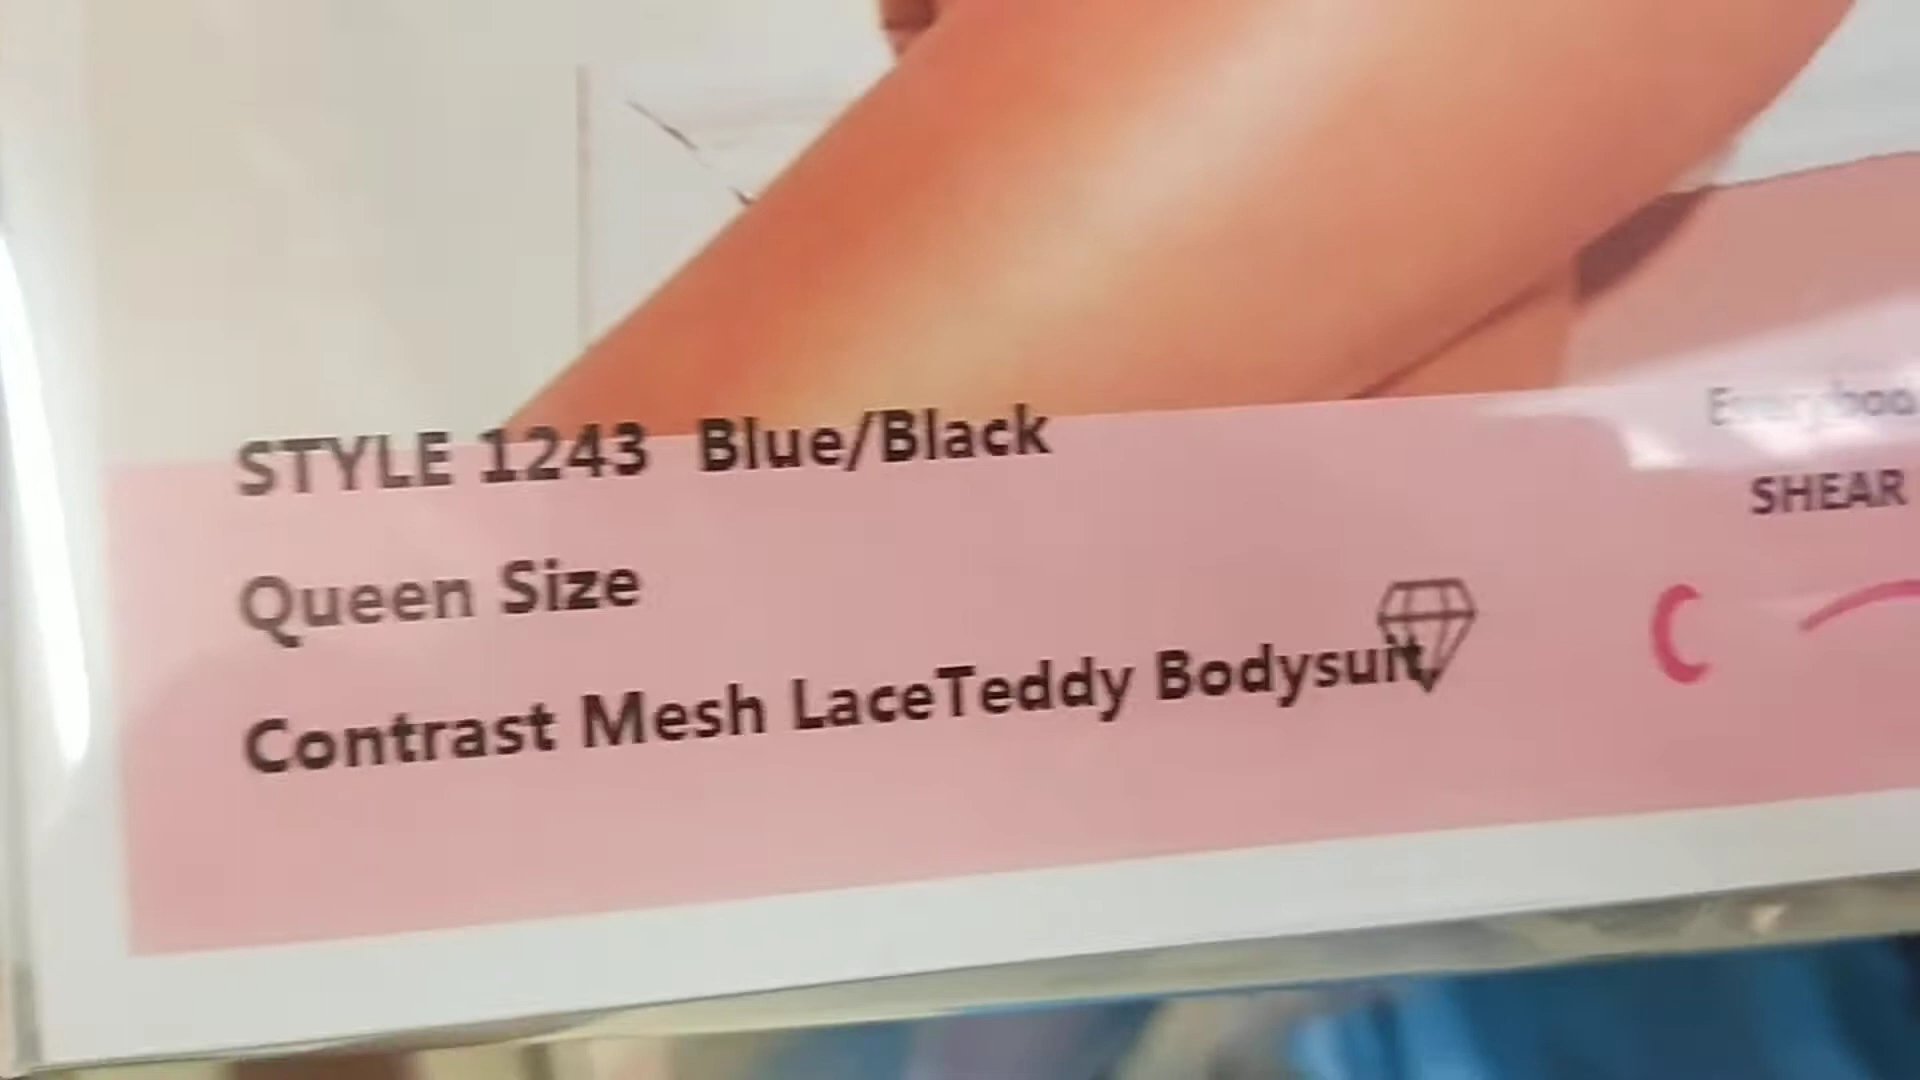 STYLE 1243 Blue/Black
Queen Size
Contrast Mesh LaceTeddy Bodysuit
SHEAR